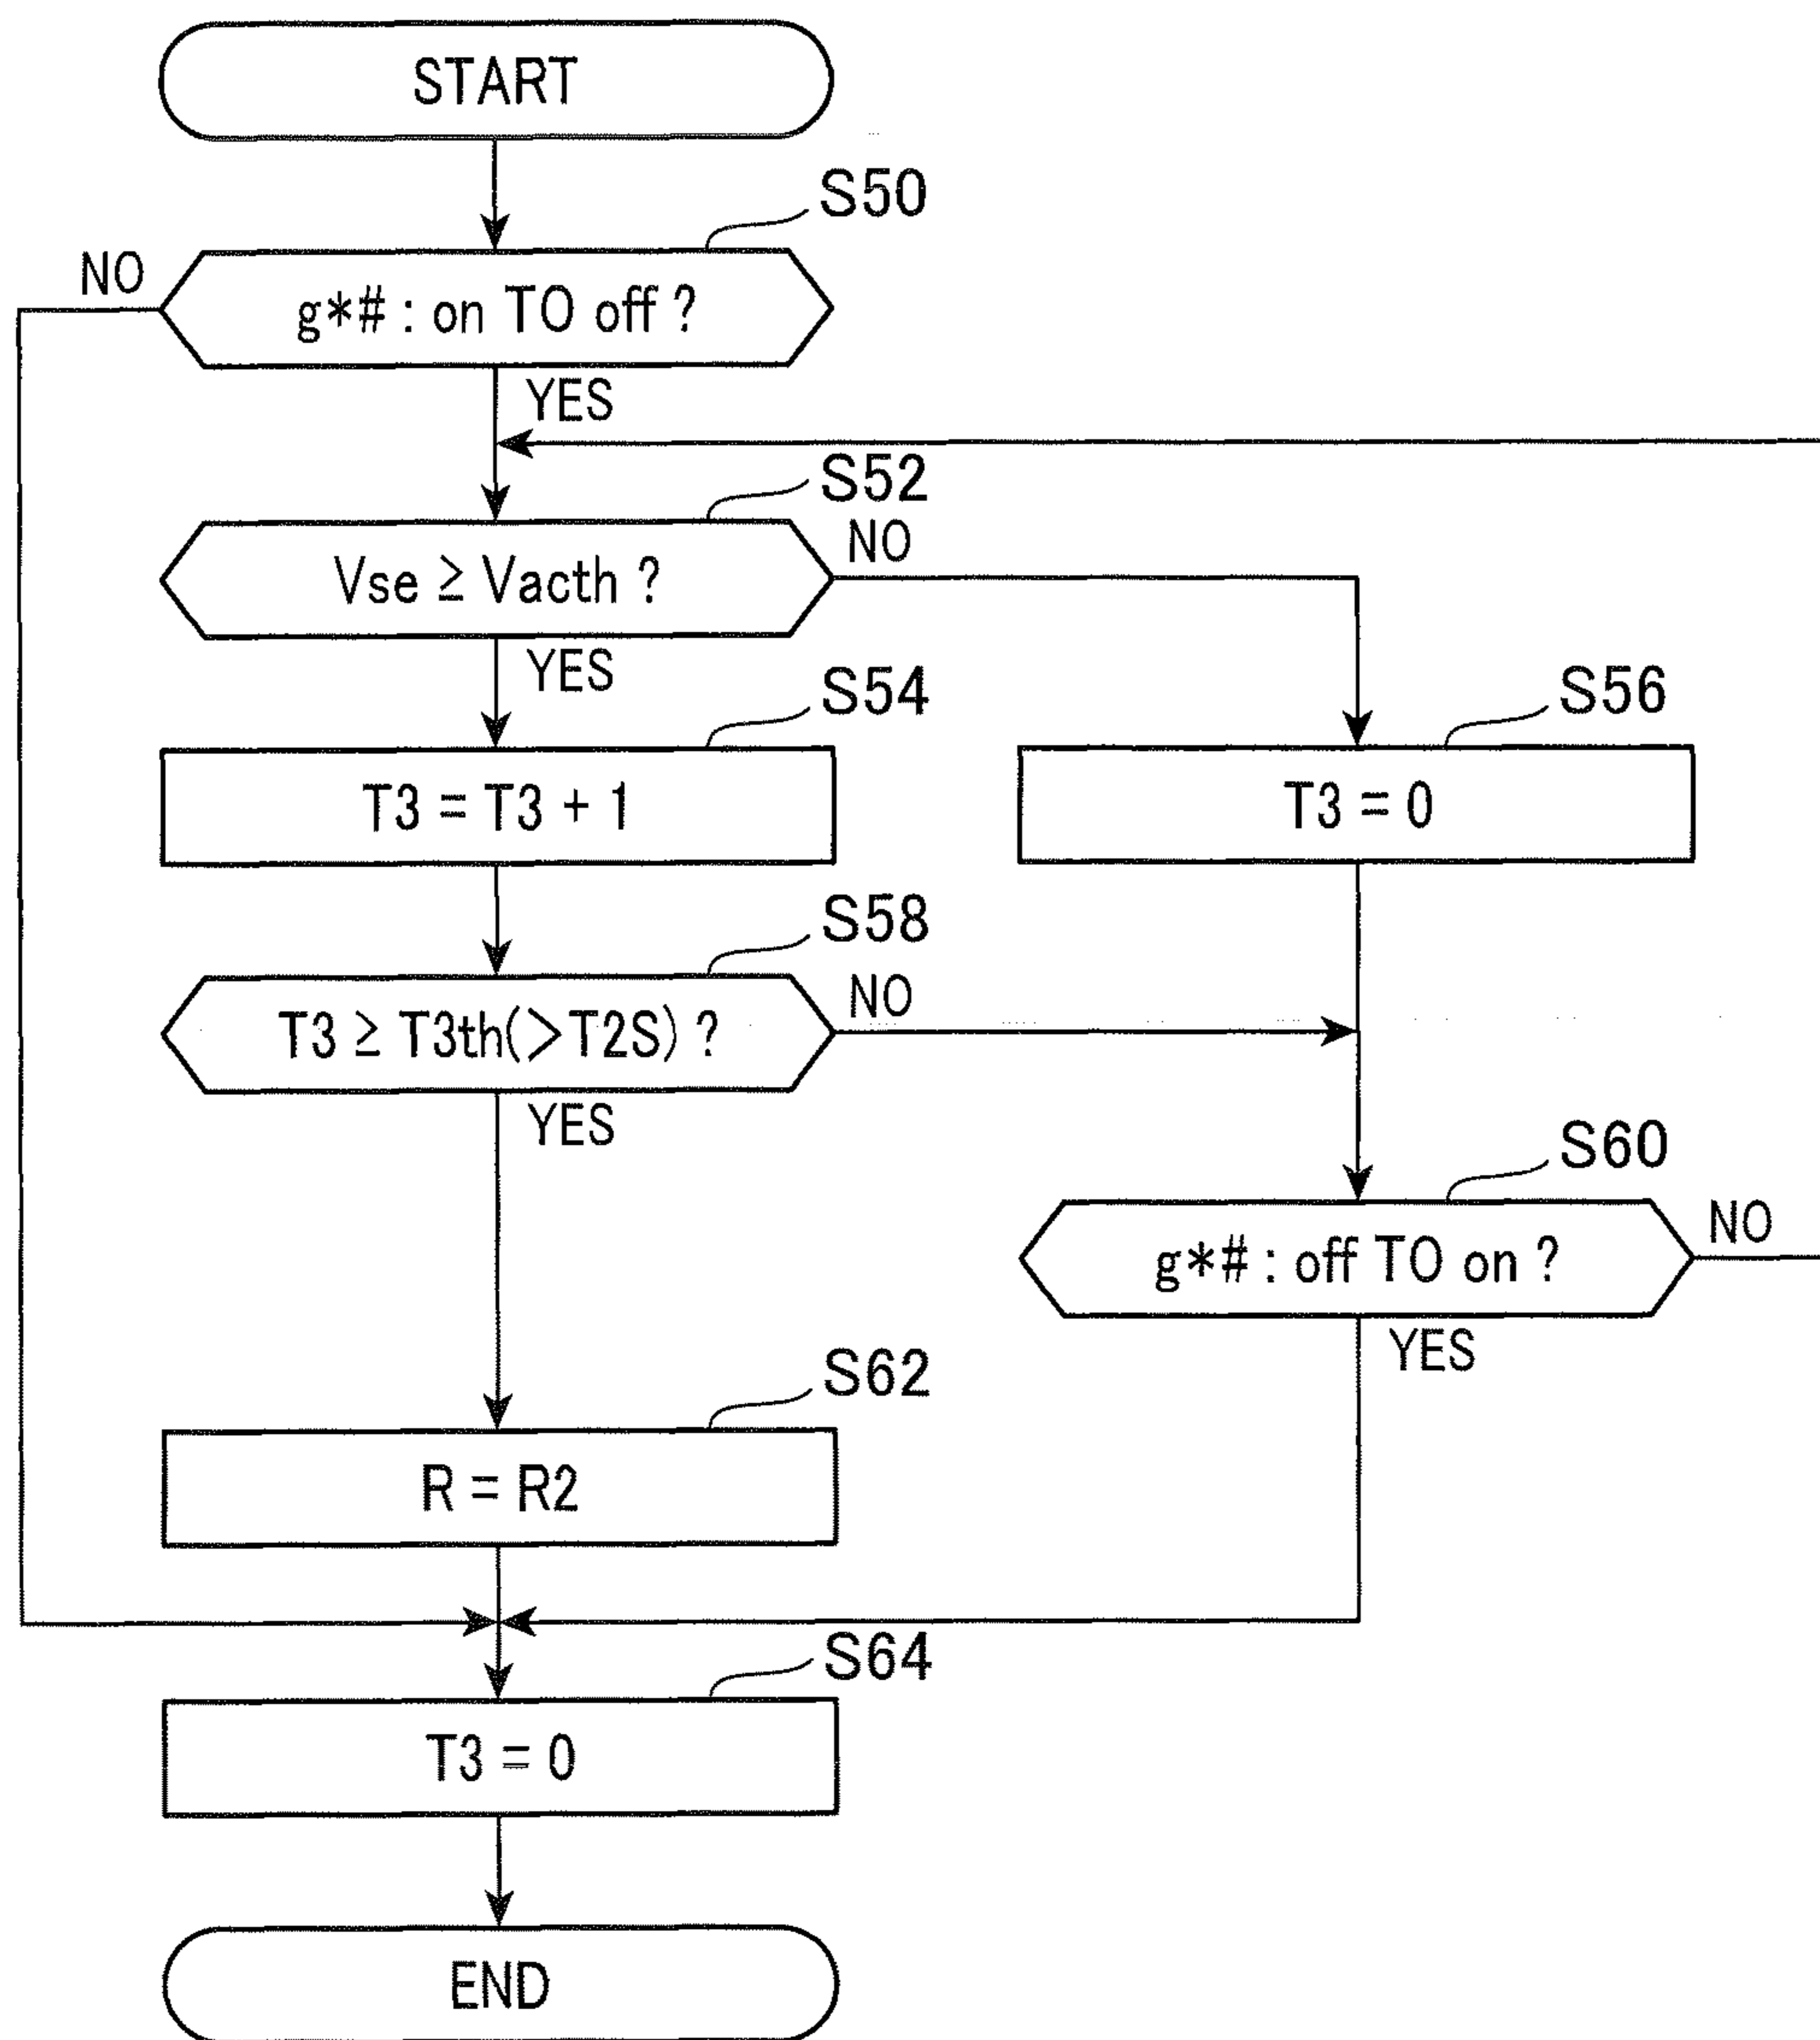 START
S50
NO
g*# : on TO off ?
YES
S52
NO
Vse ≥ Vacth ?
YES
S54
S56
T3 = T3 + 1
T3 = 0
S58
NO
T3 ≥ T3th(>T2S) ?
YES
S60
NO
g*# : off TO on ?
YES
S62
R = R2
S64
T3 = 0
END